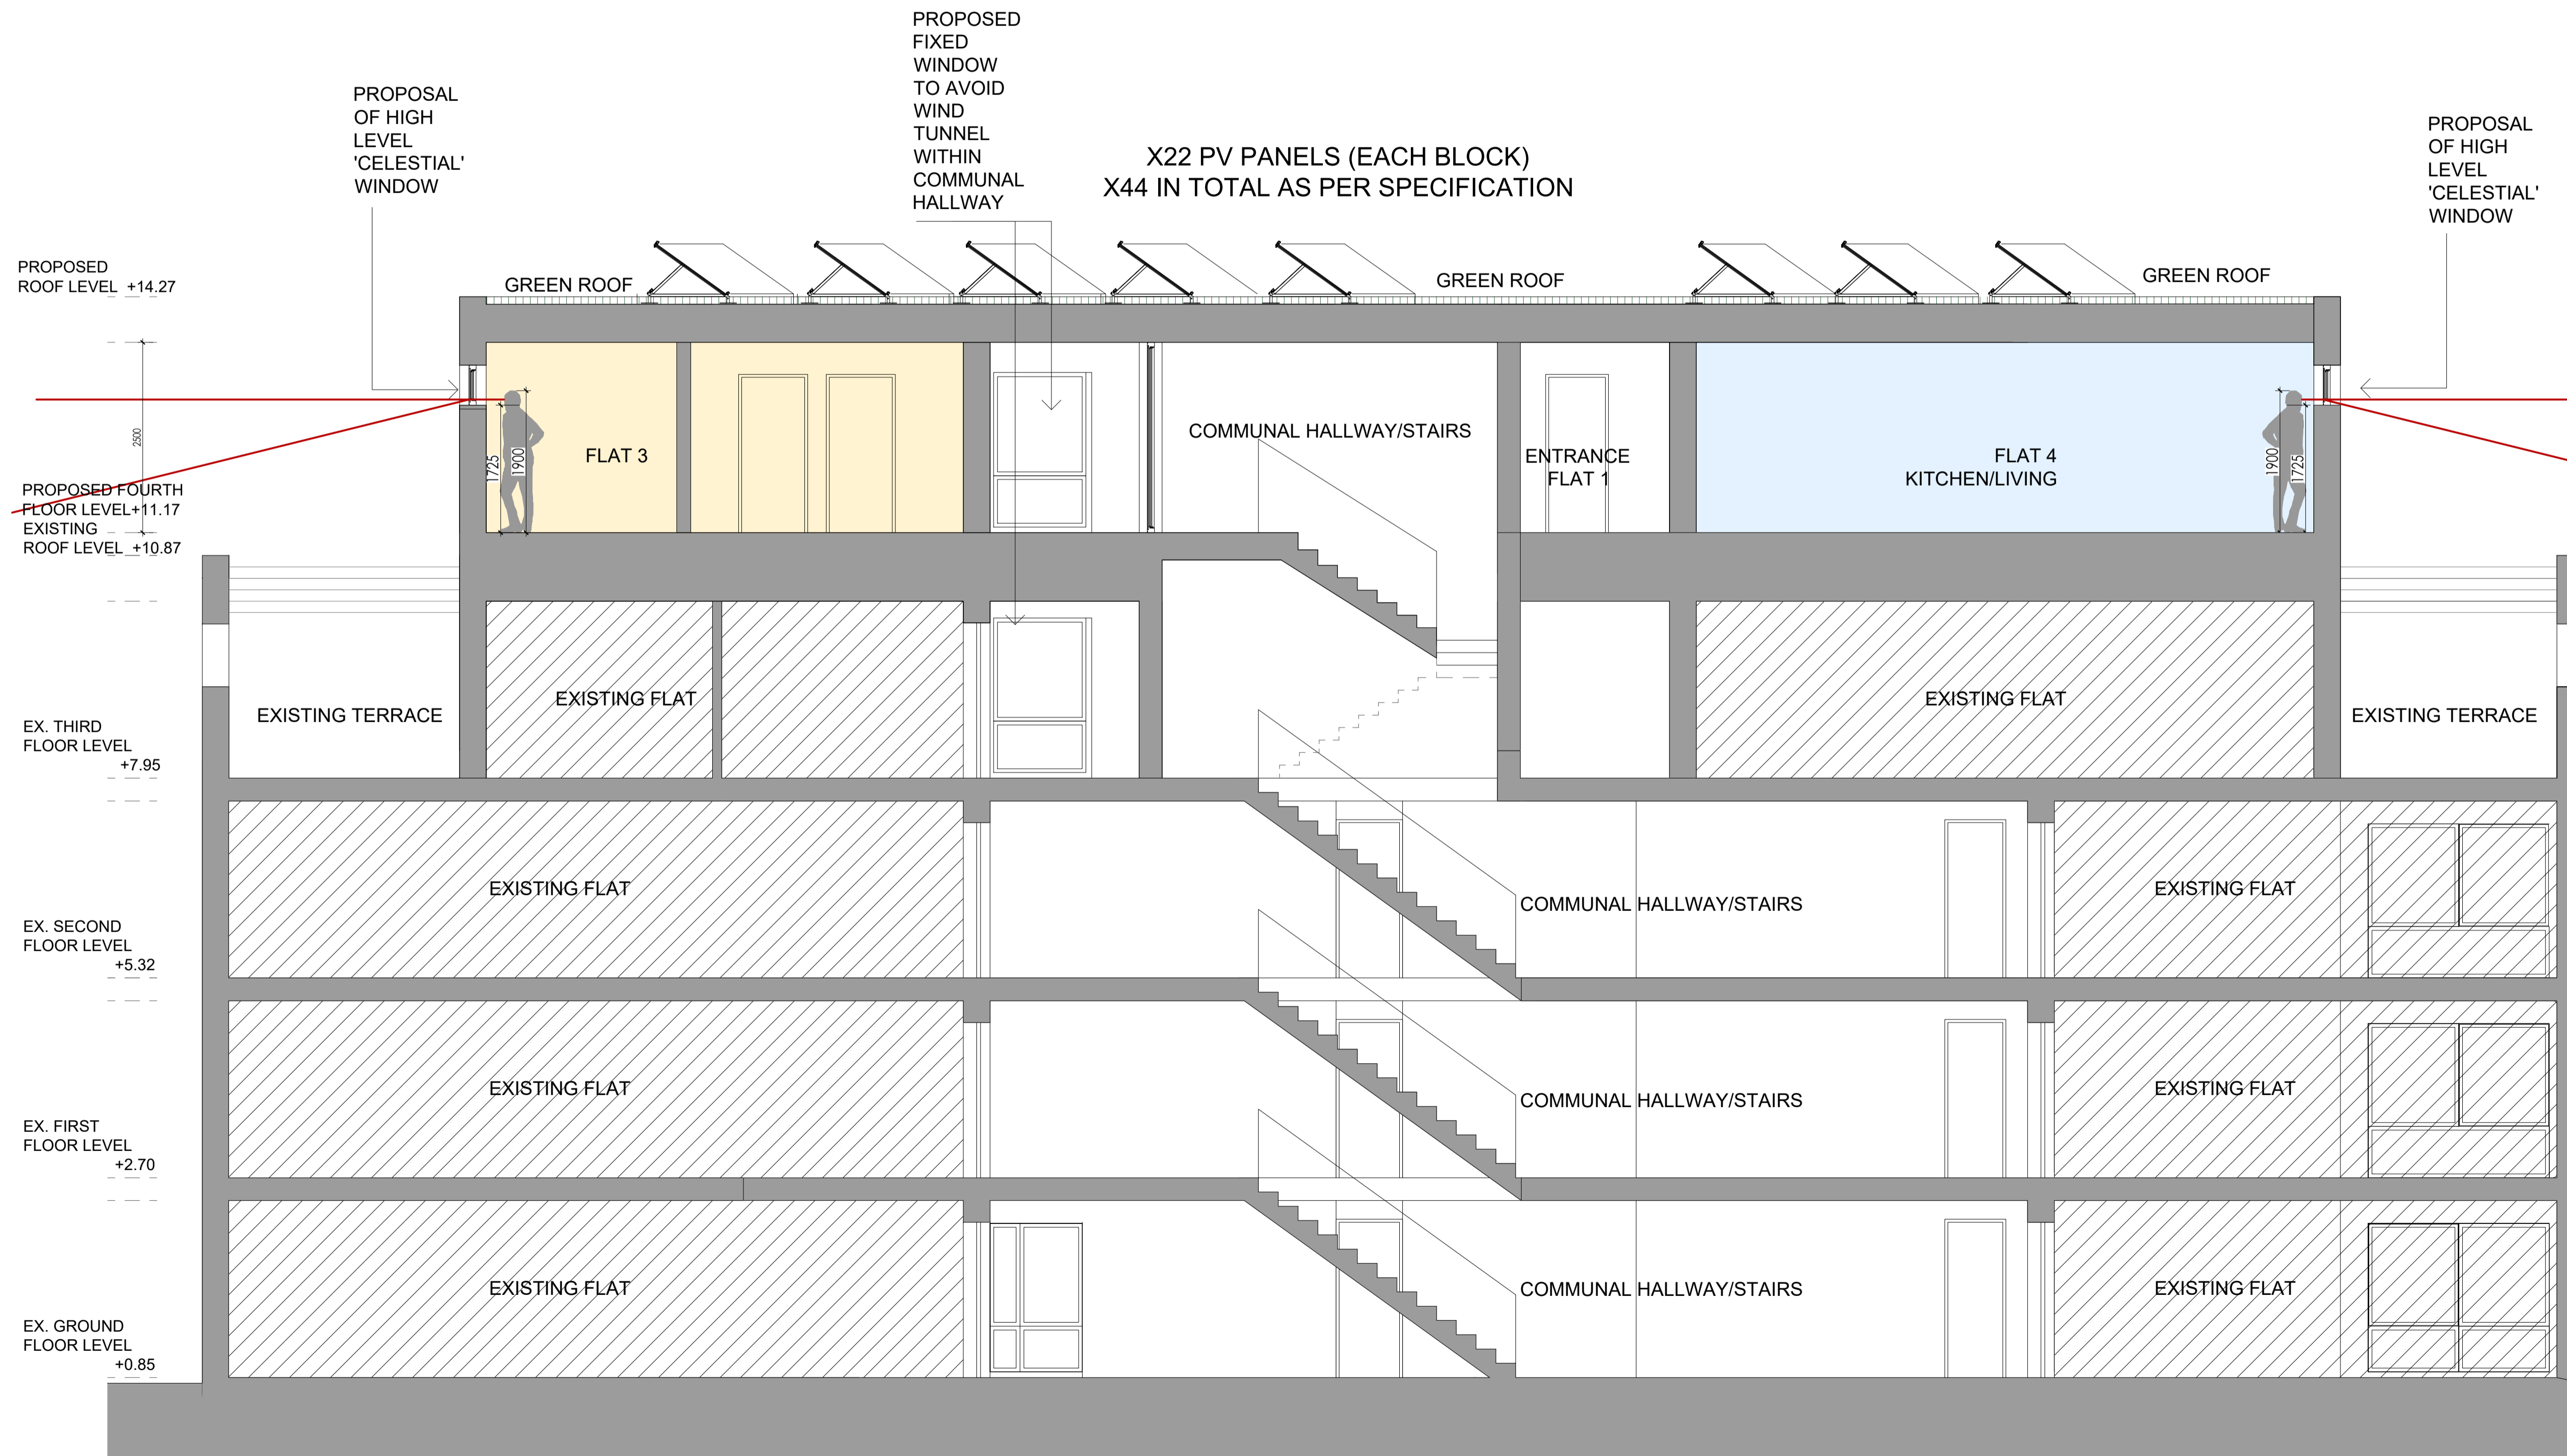 PROPOSED
FIXED
WINDOW
TO AVOID
WIND
TUNNEL
WITHIN
COMMUNAL
HALLWAY
PROPOSAL
OF HIGH
LEVEL
'CELESTIAL'
WINDOW
X22 PV PANELS (EACH BLOCK)
X44 IN TOTAL AS PER SPECIFICATION
PROPOSAL
OF HIGH
LEVEL
'CELESTIAL'
WINDOW
PROPOSED
ROOF LEVEL +14.27
GREEN ROOF
GREEN ROOF
GREEN ROOF
2500
1725
1900
FLAT 3
COMMUNAL HALLWAY/STAIRS
ENTRANCE
FLAT 1
FLAT 4
KITCHEN/LIVING
1900
1725
PROPOSED FOURTH
FLOOR LEVEL+11.17
EXISTING
ROOF LEVEL +10.87
EXISTING TERRACE
EXISTING FLAT
EXISTING FLAT
EXISTING TERRACE
EX. THIRD
FLOOR LEVEL
+7.95
EXISTING FLAT
COMMUNAL HALLWAY/STAIRS
EXISTING FLAT
EX. SECOND
FLOOR LEVEL
+5.32
EXISTING FLAT
COMMUNAL HALLWAY/STAIRS
EXISTING FLAT
EX. FIRST
FLOOR LEVEL
+2.70
EXISTING FLAT
COMMUNAL HALLWAY/STAIRS
EXISTING FLAT
EX. GROUND
FLOOR LEVEL
+0.85